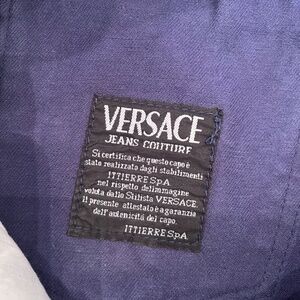 VERSACE
JEANS COUTURE
Si certifica che questo capo è
stato realizzato dagli stabilimenti
ITTIERRE S.p.A.
nel rispetto dell'immagine
voluta dallo Stilista VERSACE.
Il presente attestato è a garanzia
dell'autenicità del capo.
ITTIERRE S.p.A.